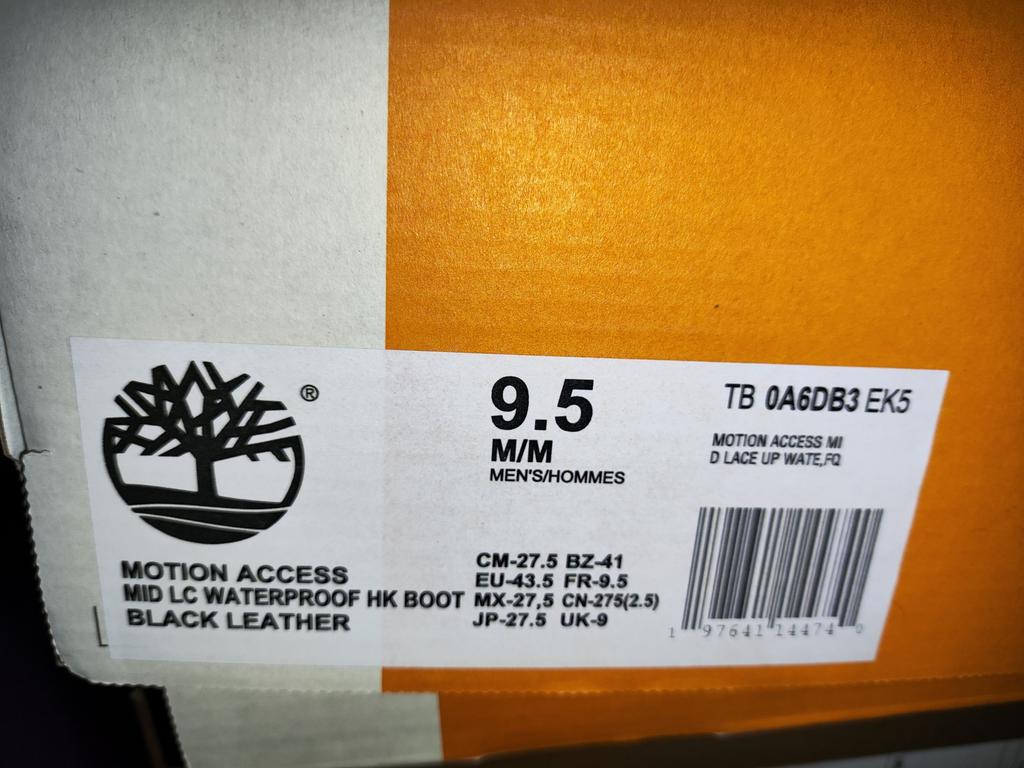 ®
9.5
M/M
MEN'S/HOMMES
TB 0A6DB3 EK5
MOTION ACCESS MI
D LACE UP WATE,FQ
MOTION ACCESS
MID LC WATERPROOF HK BOOT
BLACK LEATHER
CM-27.5 BZ-41
EU-43.5 FR-9.5
MX-27,5 CN-275(2.5)
JP-27.5 UK-9
1 97641 14474 0